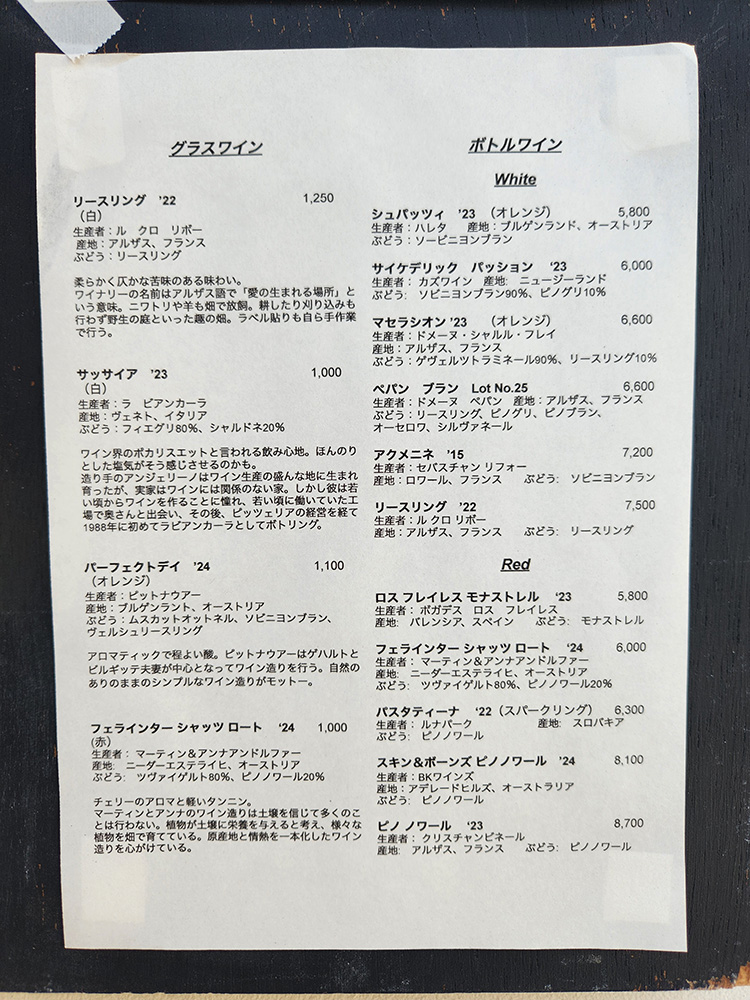 グラスワイン
リースリング　'22　1,250
（白）
生産者：ル　クロ　リボー
産地：アルザス、フランス
ぶどう：リースリング
柔らかく仄かな苦味のある味わい。
ワイナリーの名前はアルザス語で「愛の生まれる場所」と
いう意味。ニワトリや羊も畑で放飼。耕したり刈り込みも
行わず野生の庭といった趣の畑。ラベル貼りも自ら手作業
で行う。
サッサイア　'23　1,000
（白）
生産者：ラ　ビアンカーラ
産地：ヴェネト、イタリア
ぶどう：フィエグリ80%、シャルドネ20%
ワイン界のポカリスエットと言われる飲み心地。ほんのり
とした塩気がそう感じさせるのかも。
造り手のアンジェリーノはワイン生産の盛んな地に生まれ
育ったが、実家はワインには関係のない家。しかし彼は若
い頃からワインを作ることに憧れ、若い頃に働いていた工
場で奥さんと出会い、その後、ピッツェリアの経営を経て
1988年に初めてラビアンカーラとしてボトリング。
パーフェクトデイ　'24　1,100
（オレンジ）
生産者：ピットナウアー
産地：ブルゲンラント、オーストリア
ぶどう：ムスカットオットネル、ソビニヨンブラン、
ヴェルシュリースリング
アロマティックで程よい酸。ピットナウアーはゲハルトと
ビルギッテ夫妻が中心となってワイン造りを行う。自然の
ありのままのシンプルなワイン造りがモットー。
フェラインター シャッツ ロート　'24　1,000
（赤）
生産者： マーティン＆アンナアンドルファー
産地:　ニーダーエステライヒ、オーストリア
ぶどう:　ツヴァイゲルト80%、ピノノワール20%
チェリーのアロマと軽いタンニン。
マーティンとアンナのワイン造りは土壌を信じて多くのこ
とは行わない。植物が土壌に栄養を与えると考え、様々な
植物を畑で育てている。原産地と情熱を一本化したワイン
造りを心がけている。
ボトルワイン
White
シュパッツィ　'23　（オレンジ）　5,800
生産者：ハレタ　産地：ブルゲンランド、オーストリア
ぶどう：ソービニヨンブラン
サイケデリック　パッション　'23　6,000
生産者： カズワイン　産地:　ニュージーランド
ぶどう:　ソビニヨンブラン90%、ピノグリ10%
マセラシオン '23　（オレンジ）　6,600
生産者：ドメーヌ・シャルル・フレイ
産地：アルザス、フランス
ぶどう：ゲヴェルツトラミネール90%、リースリング10%
ペパン　ブラン　Lot No.25　6,600
生産者：ドメーヌ　ペパン　産地：アルザス、フランス
ぶどう：リースリング、ピノグリ、ピノブラン、
オーセロワ、シルヴァネール
アクメニネ　'15　7,200
生産者：セバスチャン リフォー
産地：ロワール、フランス　ぶどう:　ソビニヨンブラン
リースリング　'22　7,500
生産者：ル クロ リボー
産地：アルザス、フランス　ぶどう:　リースリング
Red
ロス フレイレス モナストレル　'23　5,800
生産者： ボガデス　ロス　フレイレス
産地:　バレンシア、スペイン　ぶどう:　モナストレル
フェラインター シャッツ ロート　'24　6,000
生産者： マーティン＆アンナアンドルファー
産地:　ニーダーエステライヒ、オーストリア
ぶどう:　ツヴァイゲルト80%、ピノノワール20%
パスタティーナ　'22（スパークリング）　6,300
生産者： ルナパーク　産地:　スロバキア
ぶどう:　ピノノワール
スキン＆ボーンズ ピノノワール　'24　8,100
生産者：BKワインズ
産地：アデレードヒルズ、オーストラリア
ぶどう:　ピノノワール
ピノ ノワール　'23　8,700
生産者： クリスチャンビネール
産地:　アルザス、フランス　ぶどう:　ピノノワール